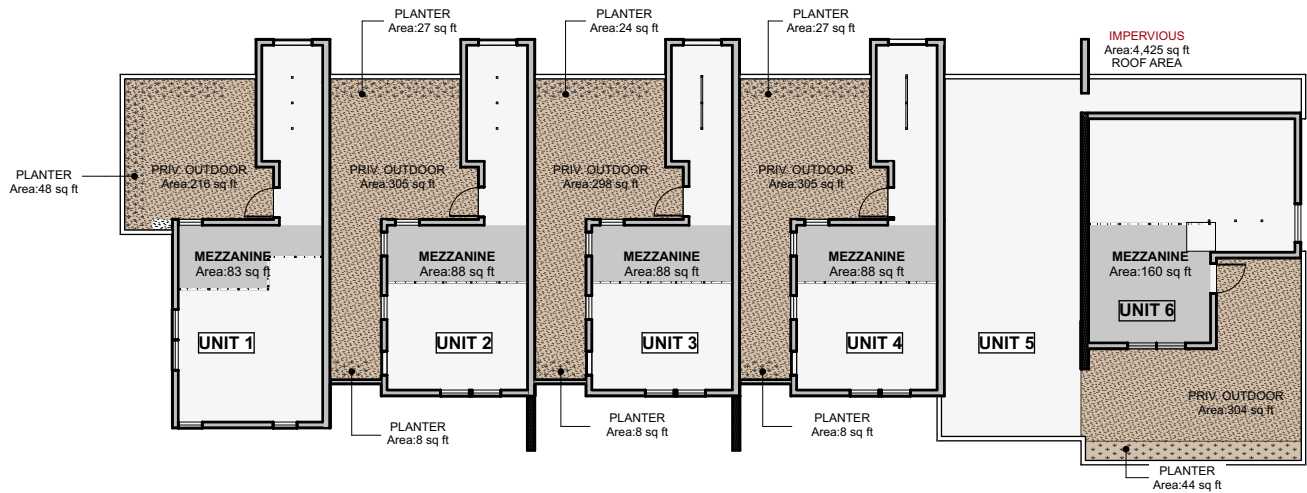 PLANTER
Area:27 sq ft
PLANTER
Area:24 sq ft
PLANTER
Area:27 sq ft
IMPERVIOUS
Area:4,425 sq ft
ROOF AREA
PLANTER
Area:48 sq ft
PRIV. OUTDOOR
Area:216 sq ft
PRIV. OUTDOOR
Area:305 sq ft
PRIV. OUTDOOR
Area:298 sq ft
PRIV. OUTDOOR
Area:305 sq ft
MEZZANINE
Area:83 sq ft
MEZZANINE
Area:88 sq ft
MEZZANINE
Area:88 sq ft
MEZZANINE
Area:88 sq ft
MEZZANINE
Area:160 sq ft
UNIT 6
UNIT 1
UNIT 2
UNIT 3
UNIT 4
UNIT 5
PRIV. OUTDOOR
Area:304 sq ft
PLANTER
Area:8 sq ft
PLANTER
Area:8 sq ft
PLANTER
Area:8 sq ft
PLANTER
Area:44 sq ft